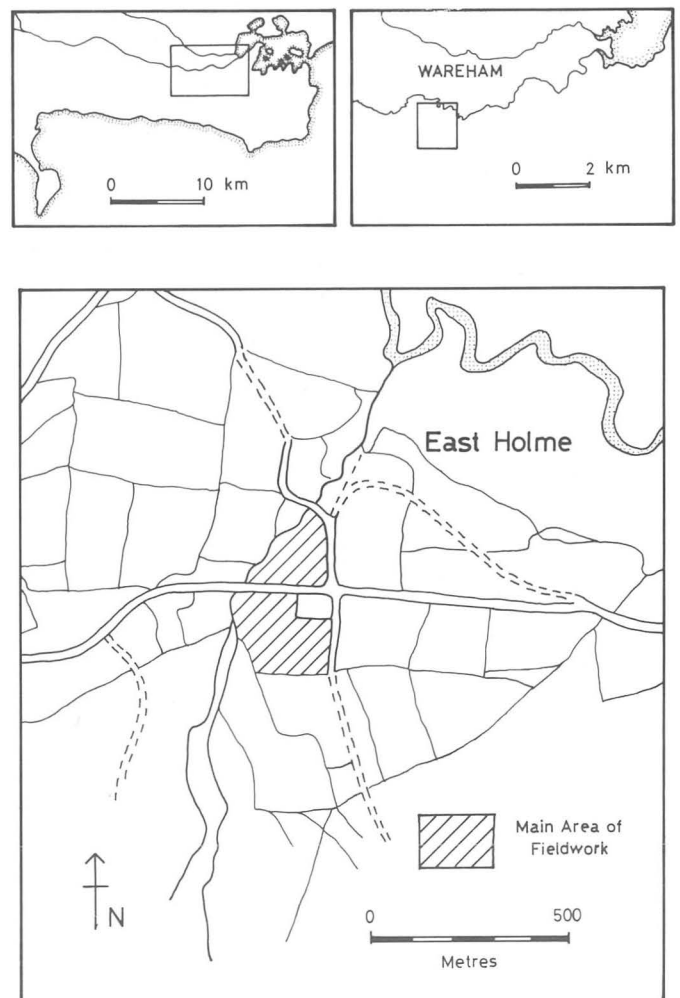 0 10 km
WAREHAM
0 2 km
East Holme
Main Area of
Fieldwork
N
0 500
Metres